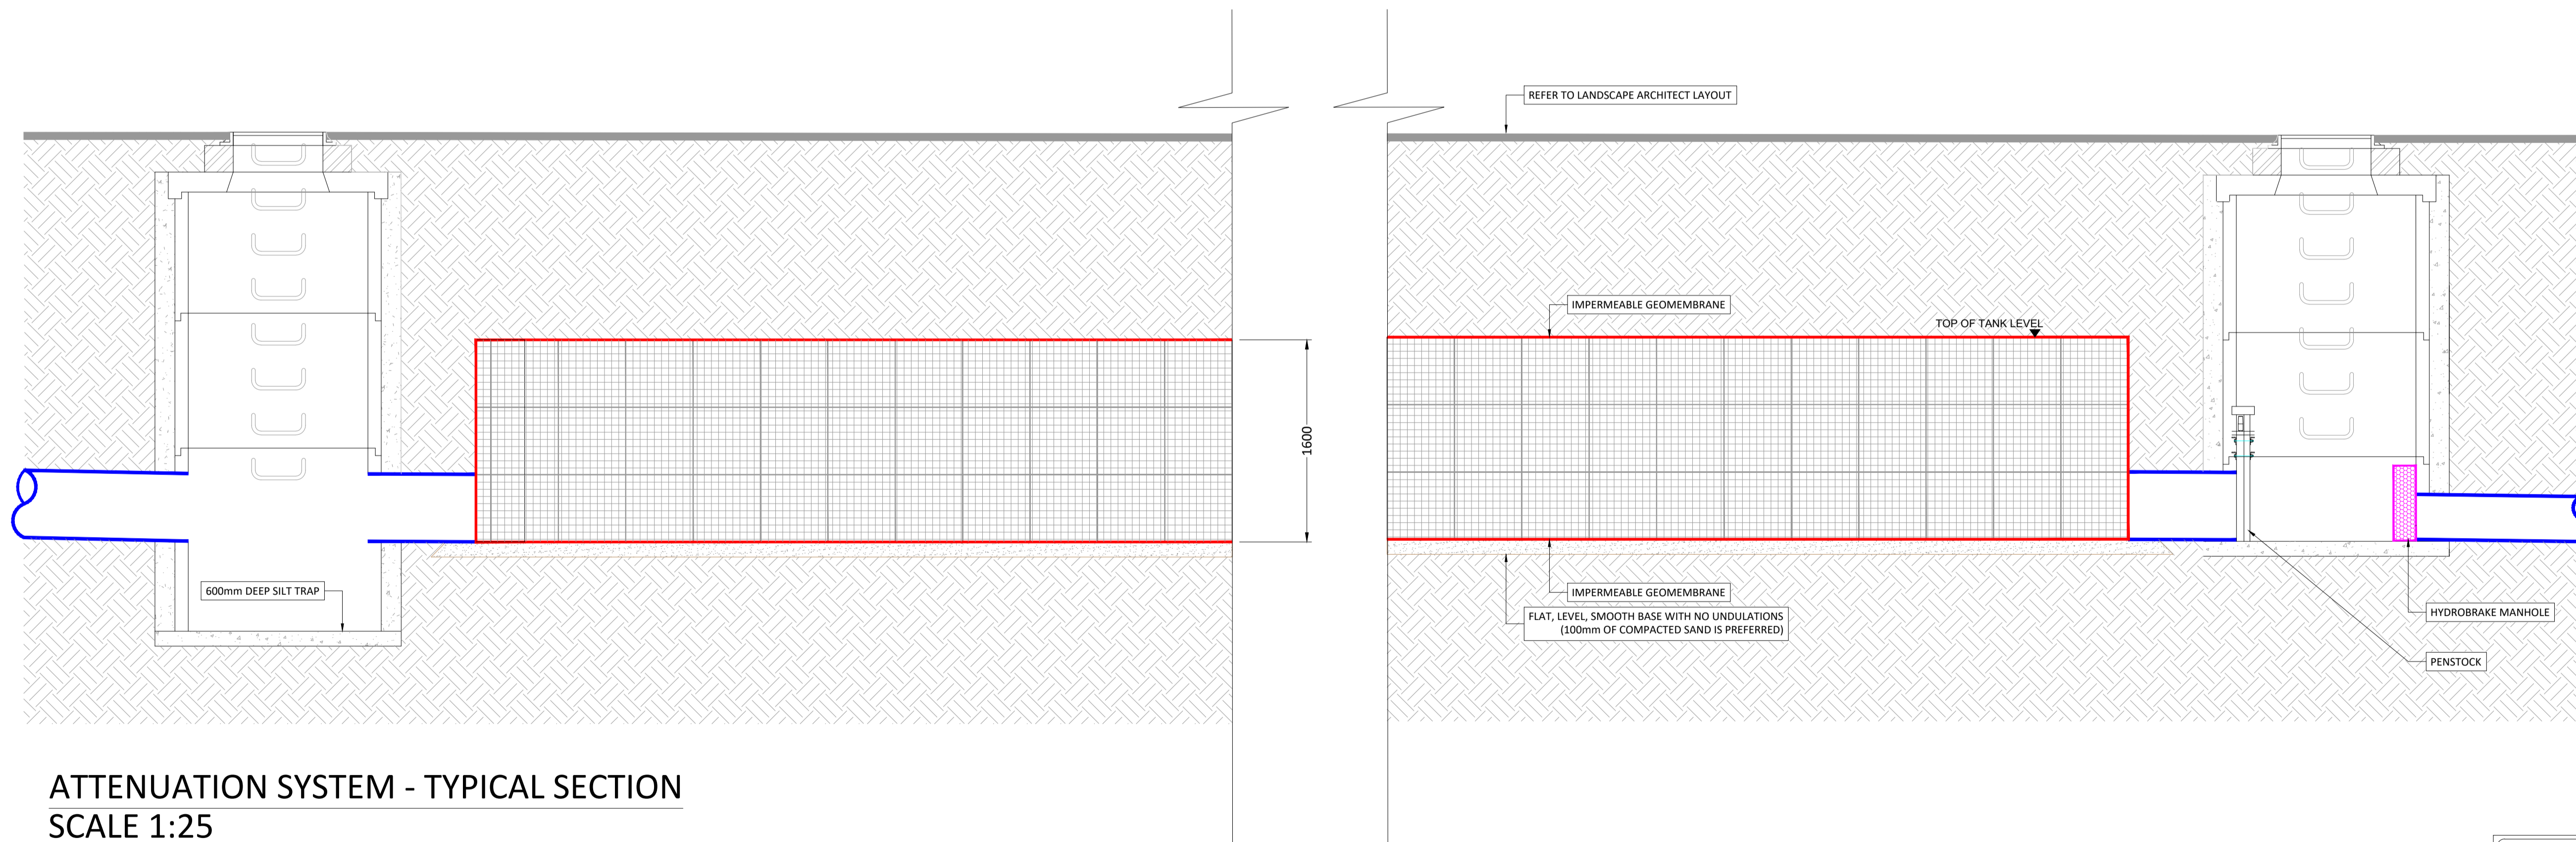 REFER TO LANDSCAPE ARCHITECT LAYOUT
IMPERMEABLE GEOMEMBRANE
TOP OF TANK LEVEL
1600
600mm DEEP SILT TRAP
IMPERMEABLE GEOMEMBRANE
FLAT, LEVEL, SMOOTH BASE WITH NO UNDULATIONS
(100mm OF COMPACTED SAND IS PREFERRED)
HYDROBRAKE MANHOLE
PENSTOCK
ATTENUATION SYSTEM - TYPICAL SECTION
SCALE 1:25